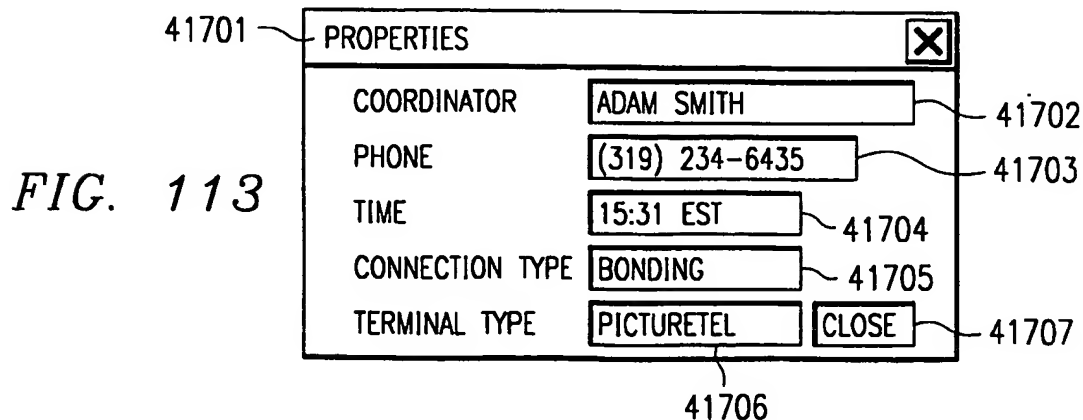 41701
PROPERTIES
COORDINATOR ADAM SMITH 41702
PHONE (319) 234-6435 41703
FIG. 113
TIME 15:31 EST 41704
CONNECTION TYPE BONDING 41705
TERMINAL TYPE PICTURETEL CLOSE 41707
41706